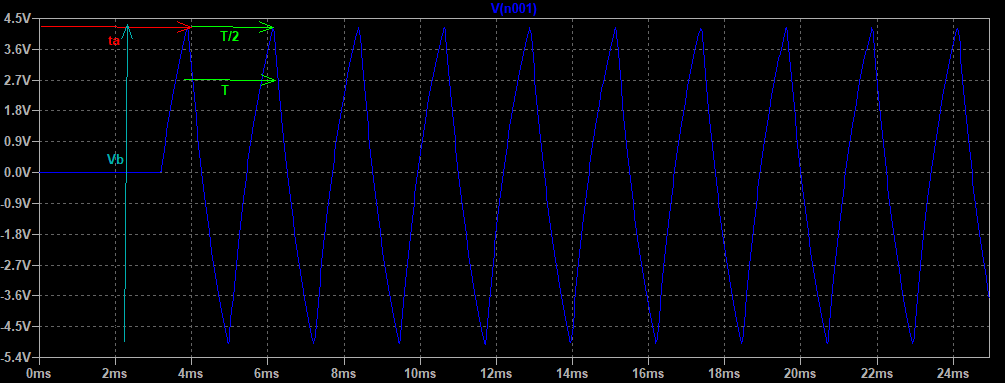 V(n001)
4.5V
3.6V
2.7V
1.8V
0.9V
0.0V
-0.9V
-1.8V
-2.7V
-3.6V
-4.5V
-5.4V
ta
T/2
T
Vb
0ms 2ms 4ms 6ms 8ms 10ms 12ms 14ms 16ms 18ms 20ms 22ms 24ms